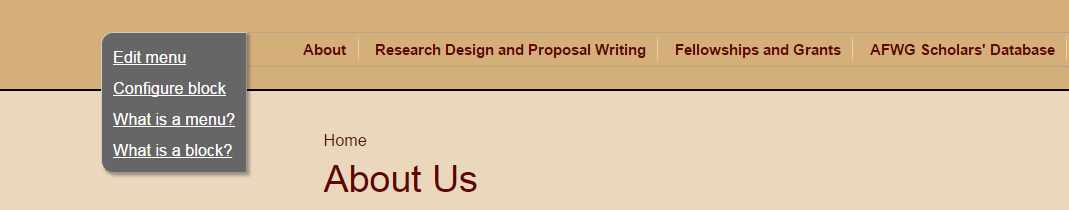 About Research Design and Proposal Writing Fellowships and Grants AFWG Scholars' Database
Edit menu
Configure block
What is a menu?
What is a block?
Home
About Us